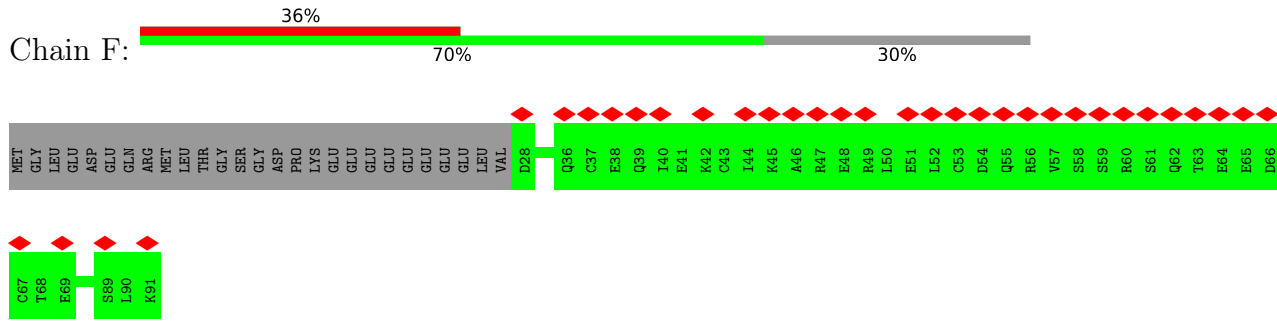 36%
Chain F:
70%
30%
MET GLY LEU GLU ASP GLU GLN ARG MET LEU THR GLY SER GLY ASP PRO LYS GLU GLU GLU GLU GLU GLU GLU GLU LEU VAL D28 Q36 C37 E38 Q39 I40 E41 K42 C43 I44 K45 A46 R47 E48 R49 L50 E51 L52 C53 D54 Q55 R56 V57 S58 S59 R60 S61 Q62 T63 E64 E65 D66
C67 T68 E69 S89 L90 K91